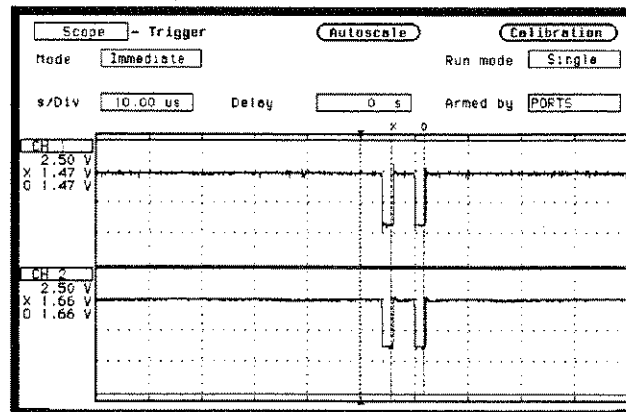 Scope - Trigger Autoscale Calibration
Mode Immediate Run mode Single
s/Div 10.00 us Delay 0 s Armed by PORTS
X O
CH 1
2.50 V
X 1.47 V
O 1.47 V
CH 2
2.50 V
X 1.66 V
O 1.66 V